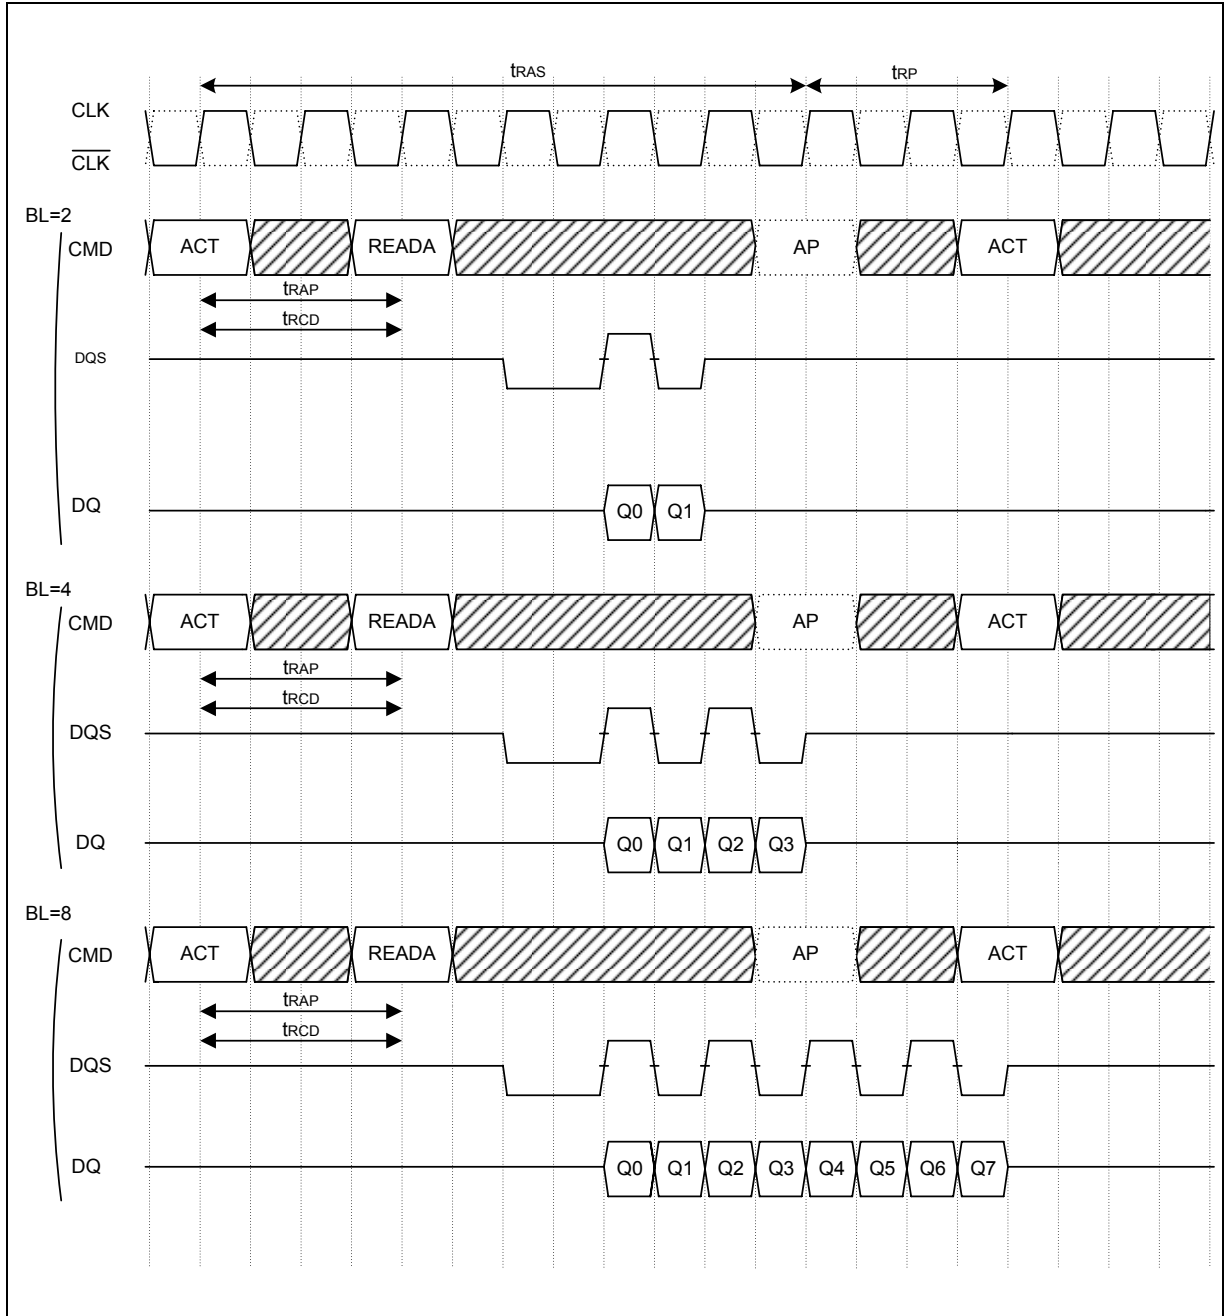 tRAS tRP
CLK
CLK
BL=2
CMD ACT READA AP ACT
tRAP
tRCD
DQS
DQ Q0 Q1
BL=4
CMD ACT READA AP ACT
tRAP
tRCD
DQS
DQ Q0 Q1 Q2 Q3
BL=8
CMD ACT READA AP ACT
tRAP
tRCD
DQS
DQ Q0 Q1 Q2 Q3 Q4 Q5 Q6 Q7